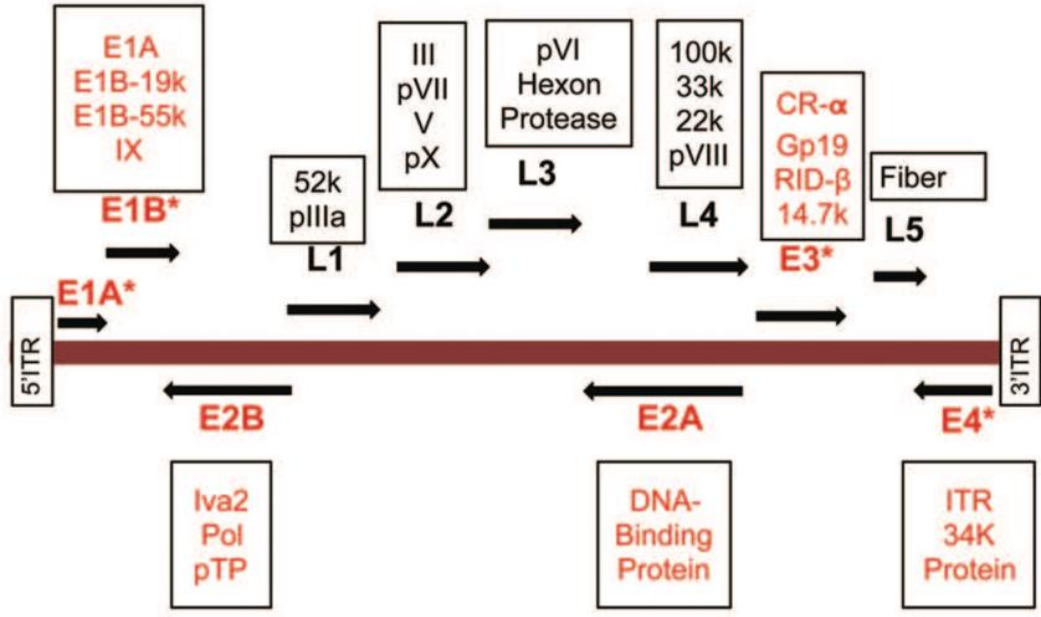 E1A
E1B-19k
E1B-55k
IX
E1B*
E1A*
5'ITR
52k
pIIIa
L1
III
pVII
V
pX
L2
pVI
Hexon
Protease
L3
100k
33k
22k
pVIII
L4
CR-α
Gp19
RID-β
14.7k
E3*
Fiber
L5
3'ITR
E2B
Iva2
Pol
pTP
E2A
DNA-
Binding
Protein
E4*
ITR
34K
Protein